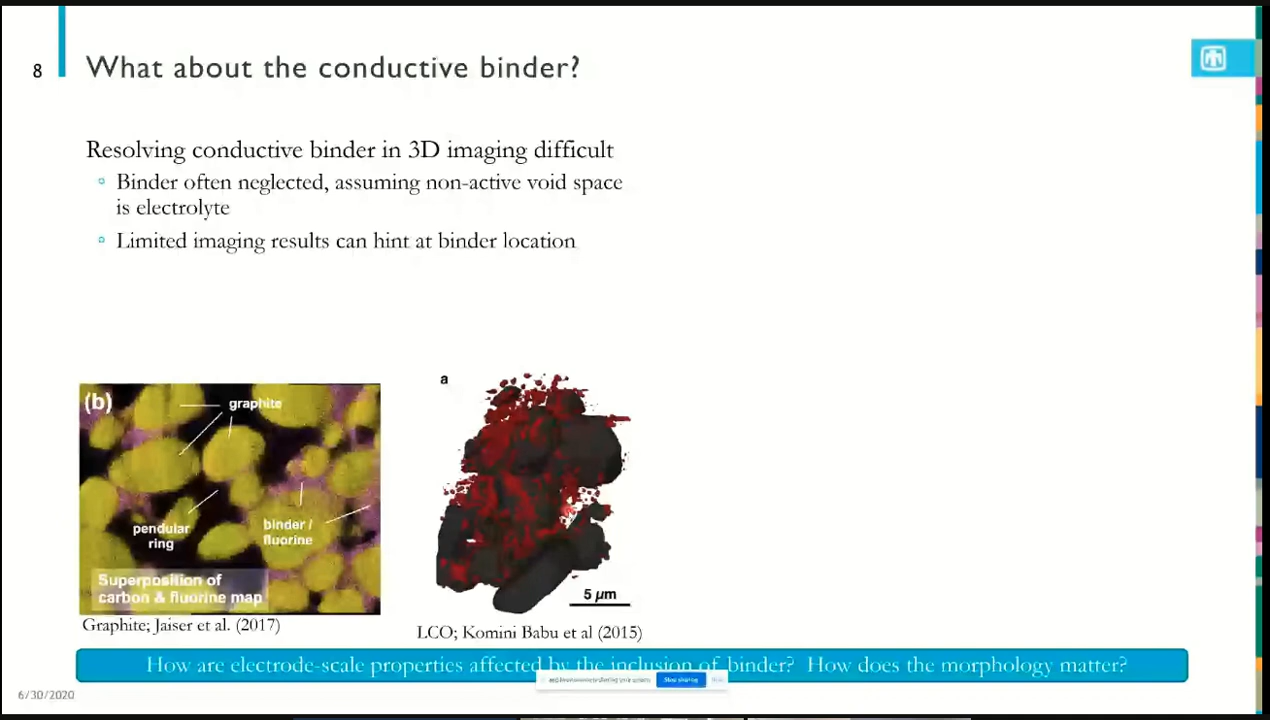 8
What about the conductive binder?
Resolving conductive binder in 3D imaging difficult
Binder often neglected, assuming non-active void space
is electrolyte
Limited imaging results can hint at binder location
(b)
graphite
pendular
ring
binder /
fluorine
Superposition of
carbon & fluorine map
Graphite; Jaiser et al. (2017)
a
5 µm
LCO; Komini Babu et al (2015)
How are electrode-scale properties affected by the inclusion of binder? How does the morphology matter?
Stop sharing
6/30/2020